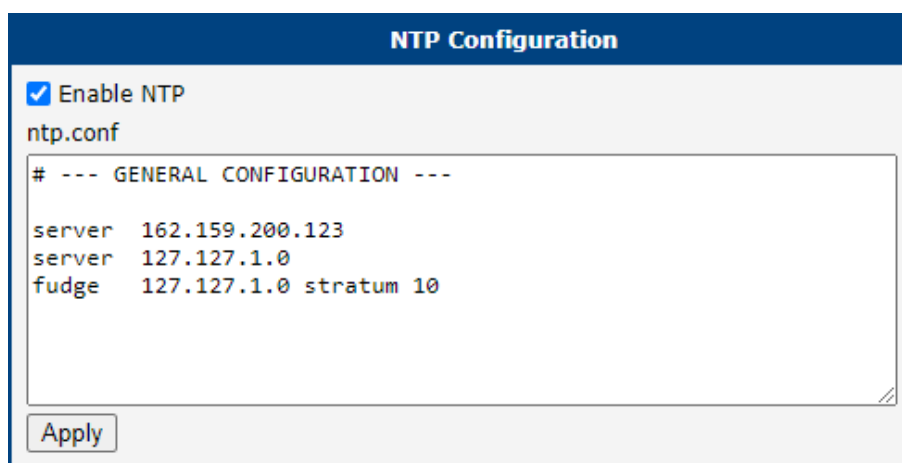 NTP Configuration
Enable NTP
ntp.conf
# --- GENERAL CONFIGURATION ---
server  162.159.200.123
server  127.127.1.0
fudge   127.127.1.0 stratum 10
Apply